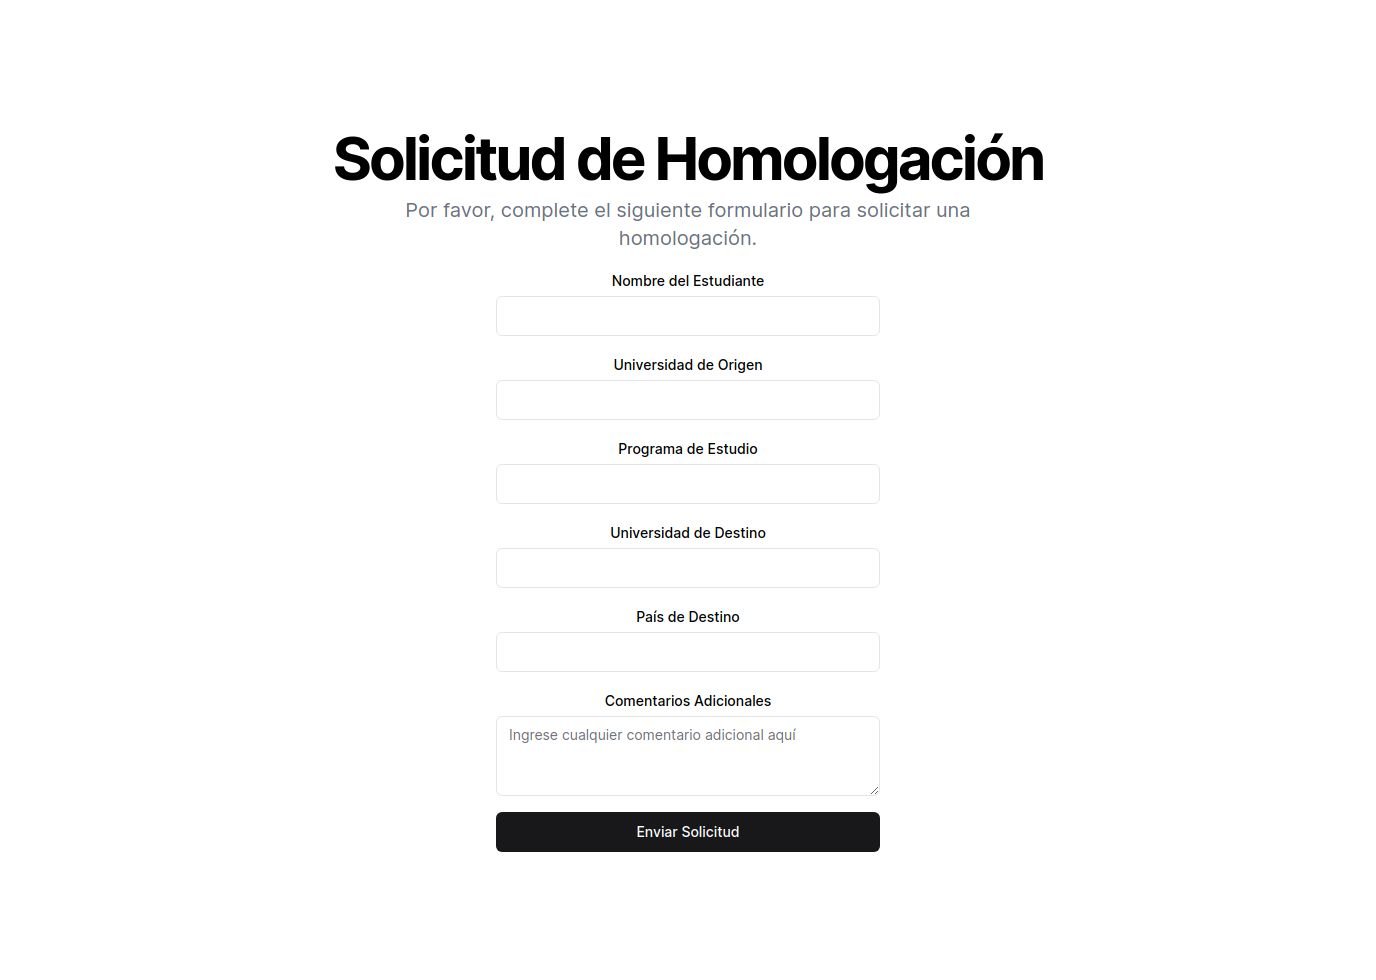 Solicitud de Homologación
Por favor, complete el siguiente formulario para solicitar una
homologación.
Nombre del Estudiante
Universidad de Origen
Programa de Estudio
Universidad de Destino
País de Destino
Comentarios Adicionales
Ingrese cualquier comentario adicional aquí
Enviar Solicitud